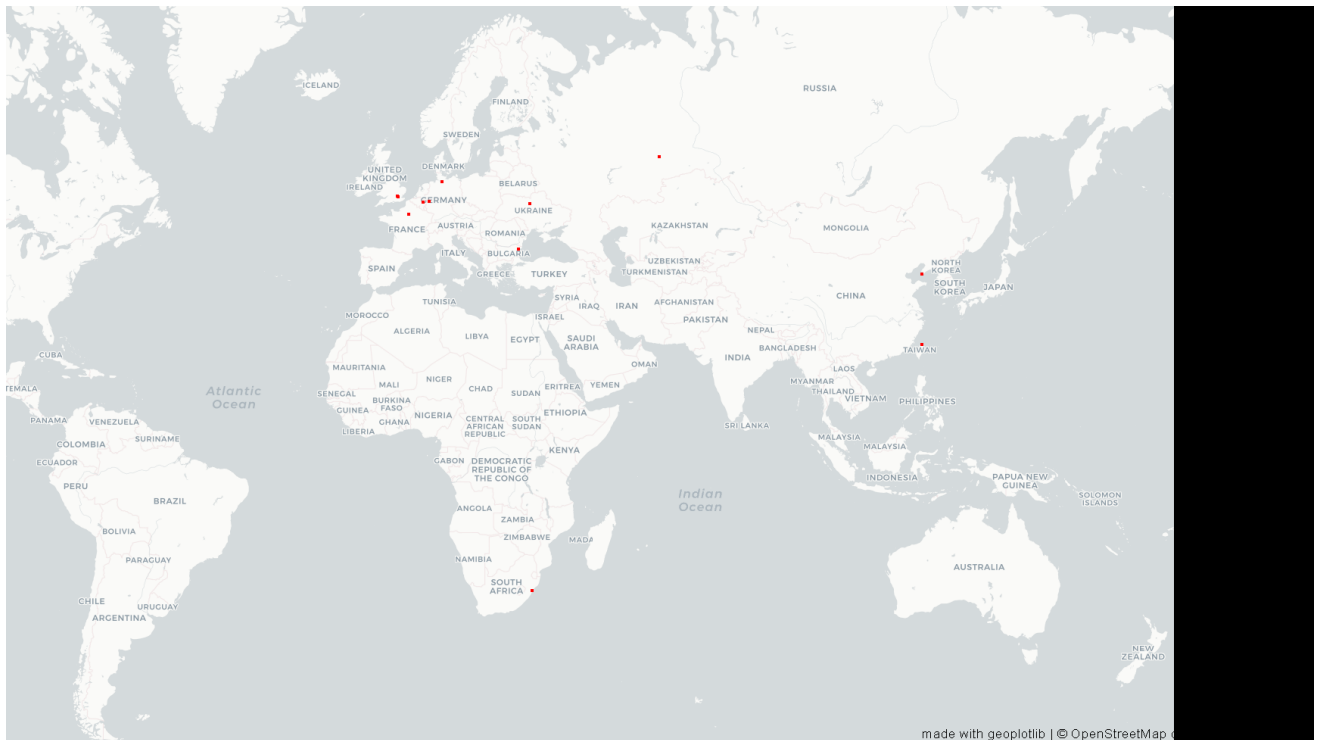 ICELAND
RUSSIA
FINLAND
SWEDEN
UNITED
KINGDOM
DENMARK
IRELAND
BELARUS
GERMANY
UKRAINE
FRANCE
AUSTRIA
KAZAKHSTAN
MONGOLIA
ROMANIA
ITALY
BULGARIA
UZBEKISTAN
NORTH
KOREA
SPAIN
GREECE
TURKEY
TURKMENISTAN
SOUTH
KOREA
JAPAN
CHINA
TUNISIA
SYRIA
IRAQ
IRAN
AFGHANISTAN
MOROCCO
ISRAEL
PAKISTAN
ALGERIA
LIBYA
EGYPT
SAUDI
ARABIA
NEPAL
BANGLADESH
TAIWAN
CUBA
INDIA
OMAN
MAURITANIA
LAOS
TEMALA
MALI
NIGER
CHAD
SUDAN
ERITREA
YEMEN
MYANMAR
THAILAND
VIETNAM
PHILIPPINES
Atlantic
Ocean
SENEGAL
BURKINA
FASO
GUINEA
GHANA
NIGERIA
CENTRAL
AFRICAN
REPUBLIC
SOUTH
SUDAN
ETHIOPIA
PANAMA
VENEZUELA
LIBERIA
SRI LANKA
COLOMBIA
SURINAME
MALAYSIA
MALAYSIA
KENYA
ECUADOR
GABON
DEMOCRATIC
REPUBLIC OF
THE CONGO
INDONESIA
PAPUA NEW
GUINEA
PERU
BRAZIL
Indian
Ocean
SOLOMON
ISLANDS
ANGOLA
ZAMBIA
BOLIVIA
ZIMBABWE
MADA
PARAGUAY
NAMIBIA
AUSTRALIA
SOUTH
AFRICA
CHILE
URUGUAY
ARGENTINA
NEW
ZEALAND
made with geoplotlib | © OpenStreetMap